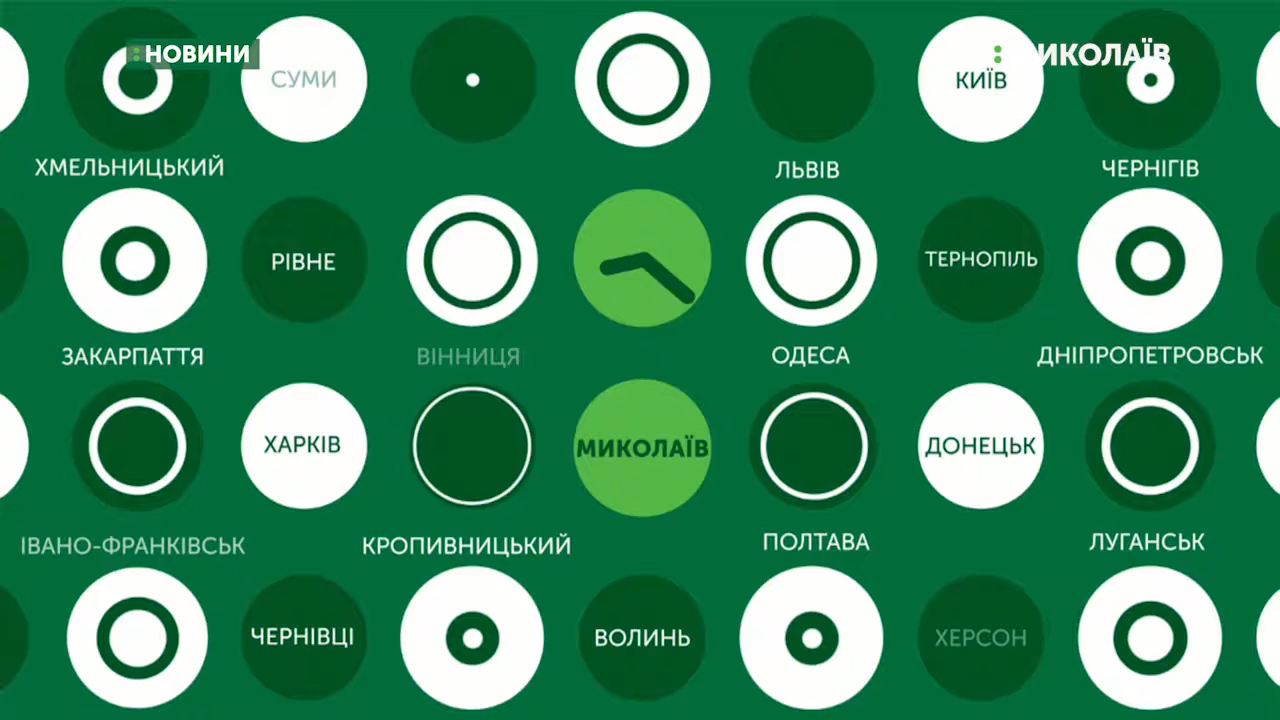 НОВИНИ
МИКОЛАЇВ
СУМИ
КИЇВ
ХМЕЛЬНИЦЬКИЙ
ЛЬВІВ
ЧЕРНІГІВ
РІВНЕ
ТЕРНОПІЛЬ
ЗАКАРПАТТЯ
ВІННИЦЯ
ОДЕСА
ДНІПРОПЕТРОВСЬК
ХАРКІВ
МИКОЛАЇВ
ДОНЕЦЬК
ІВАНО-ФРАНКІВСЬК
КРОПИВНИЦЬКИЙ
ПОЛТАВА
ЛУГАНСЬК
ЧЕРНІВЦІ
ВОЛИНЬ
ХЕРСОН